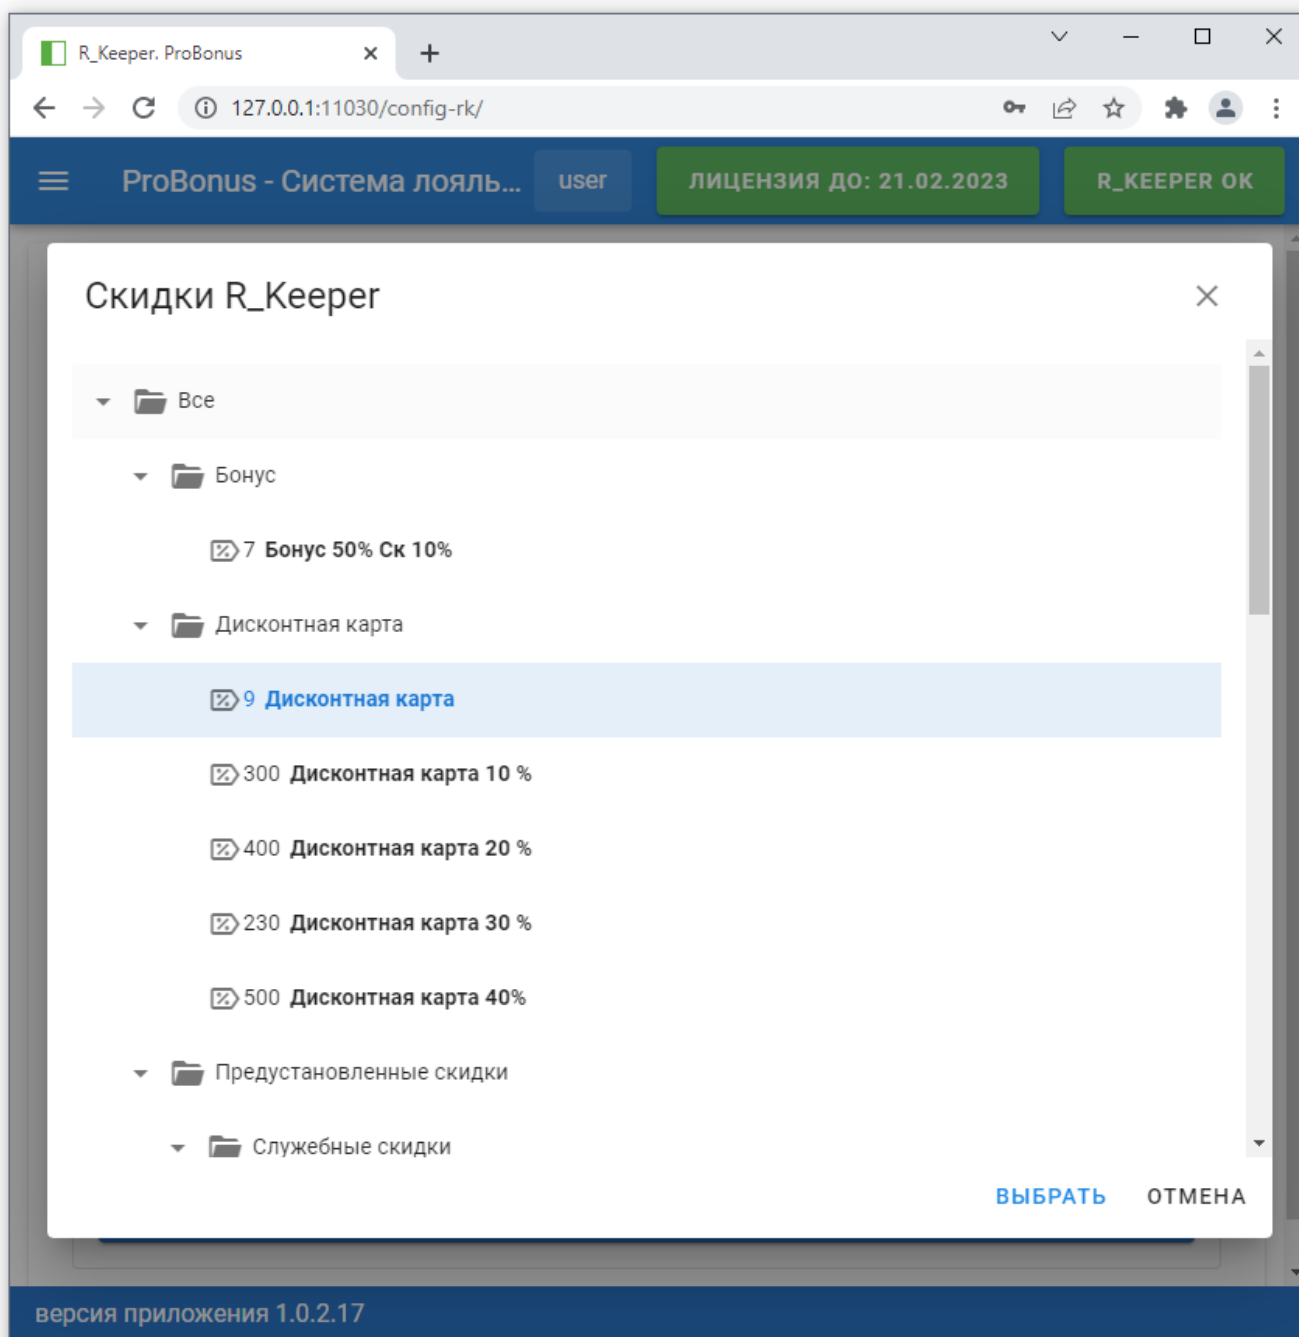 R_Keeper. ProBonus
127.0.0.1:11030/config-rk/
ProBonus - Система лояль... user ЛИЦЕНЗИЯ ДО: 21.02.2023 R_KEEPER OK
Скидки R_Keeper
Все
Бонус
7 Бонус 50% Ск 10%
Дисконтная карта
9 Дисконтная карта
300 Дисконтная карта 10 %
400 Дисконтная карта 20 %
230 Дисконтная карта 30 %
500 Дисконтная карта 40%
Предустановленные скидки
Служебные скидки
ВЫБРАТЬ ОТМЕНА
версия приложения 1.0.2.17